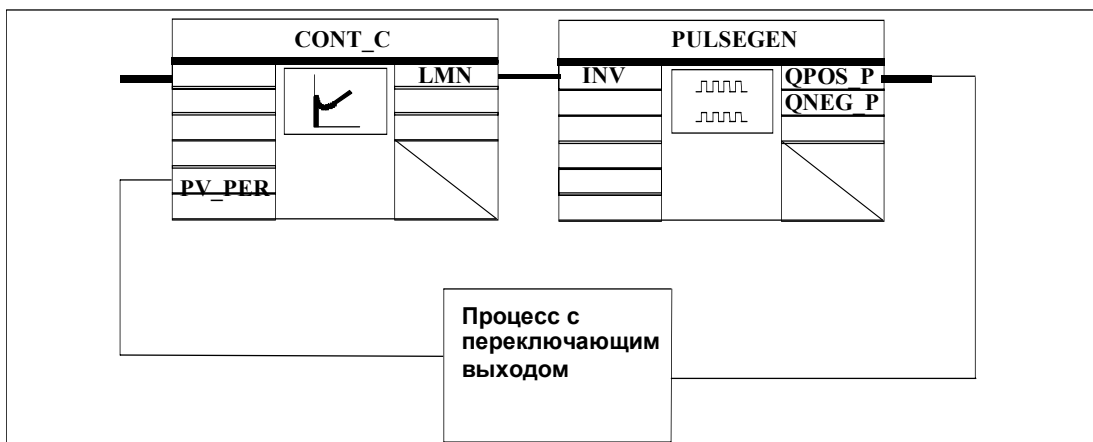 CONT_C
PULSEGEN
LMN
INV
QPOS_P
QNEG_P
PV_PER
Процесс с
переключающим
выходом